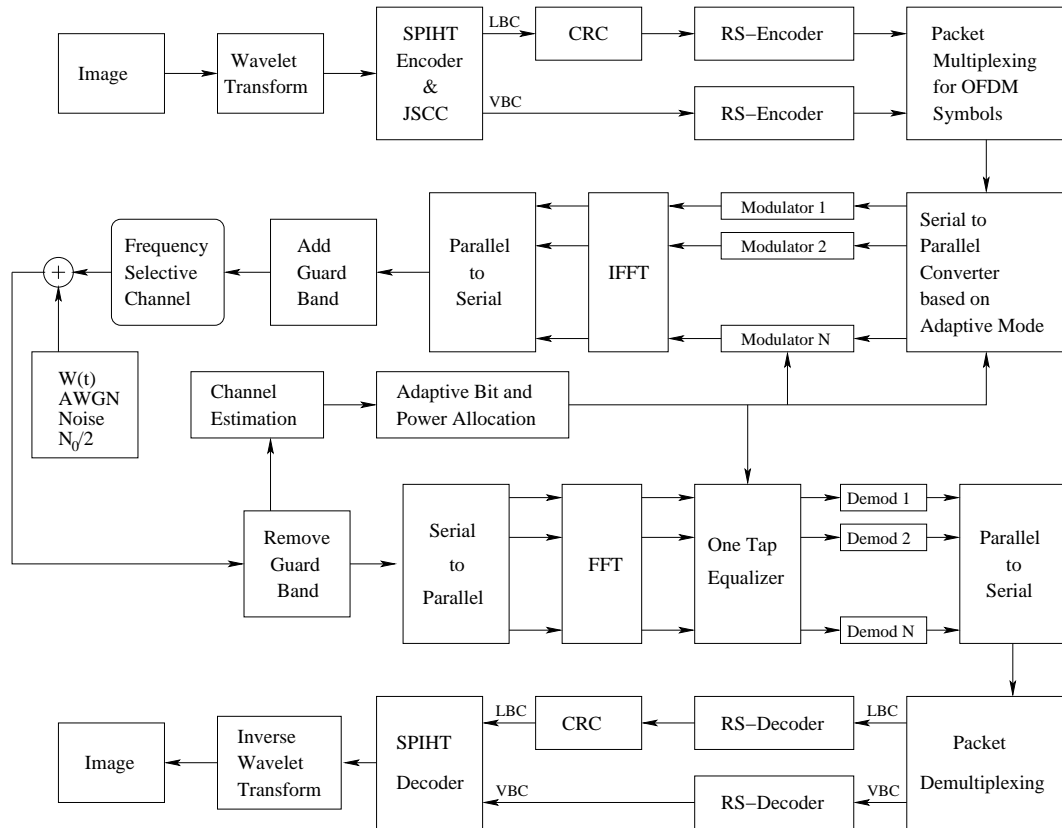 Image
Wavelet
Transform
SPIHT
Encoder
&
JSCC
LBC
VBC
CRC
RS−Encoder
RS−Encoder
Packet
Multiplexing
for OFDM
Symbols
Frequency
Selective
Channel
Add
Guard
Band
Parallel
to
Serial
IFFT
Modulator 1
Modulator 2
Modulator N
Serial to
Parallel
Converter
based on
Adaptive Mode
+
W(t)
AWGN
Noise
N0/2
Channel
Estimation
Adaptive Bit and
Power Allocation
Remove
Guard
Band
Serial
to
Parallel
FFT
One Tap
Equalizer
Demod 1
Demod 2
Demod N
Parallel
to
Serial
Image
Inverse
Wavelet
Transform
SPIHT
Decoder
LBC
VBC
CRC
RS−Decoder
RS−Decoder
LBC
VBC
Packet
Demultiplexing